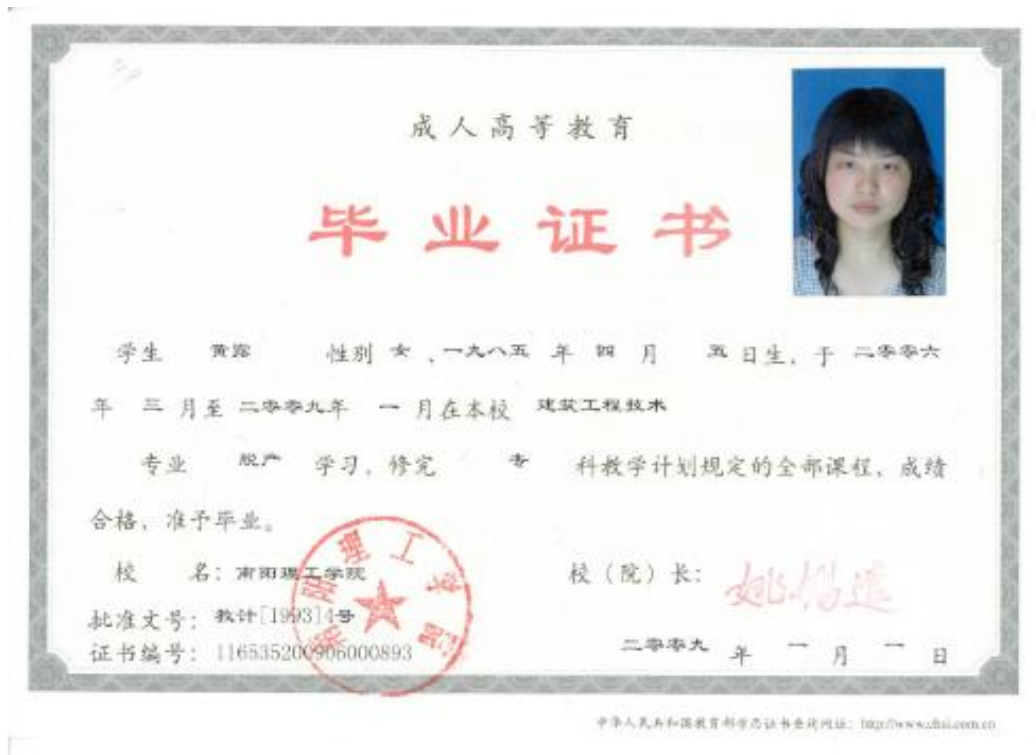 成人高等教育
毕业证书
学生 黄露 性别 女 ,一九八五 年 四 月 五 日生, 于 二零零六
年 三 月至 二零零九年 一 月在本校 建筑工程技术
专业 脱产 学习, 修完 专 科教学计划规定的全部课程, 成绩
合格, 准予毕业。
校 名: 南阳理工学院
校(院)长:
批准文号: 教计[1993]4号
证书编号: 116535200906000893
二零零九 年 一 月 一 日
南阳理工学院
中华人民共和国教育部学历证书查询网址: http://www.chsi.com.cn